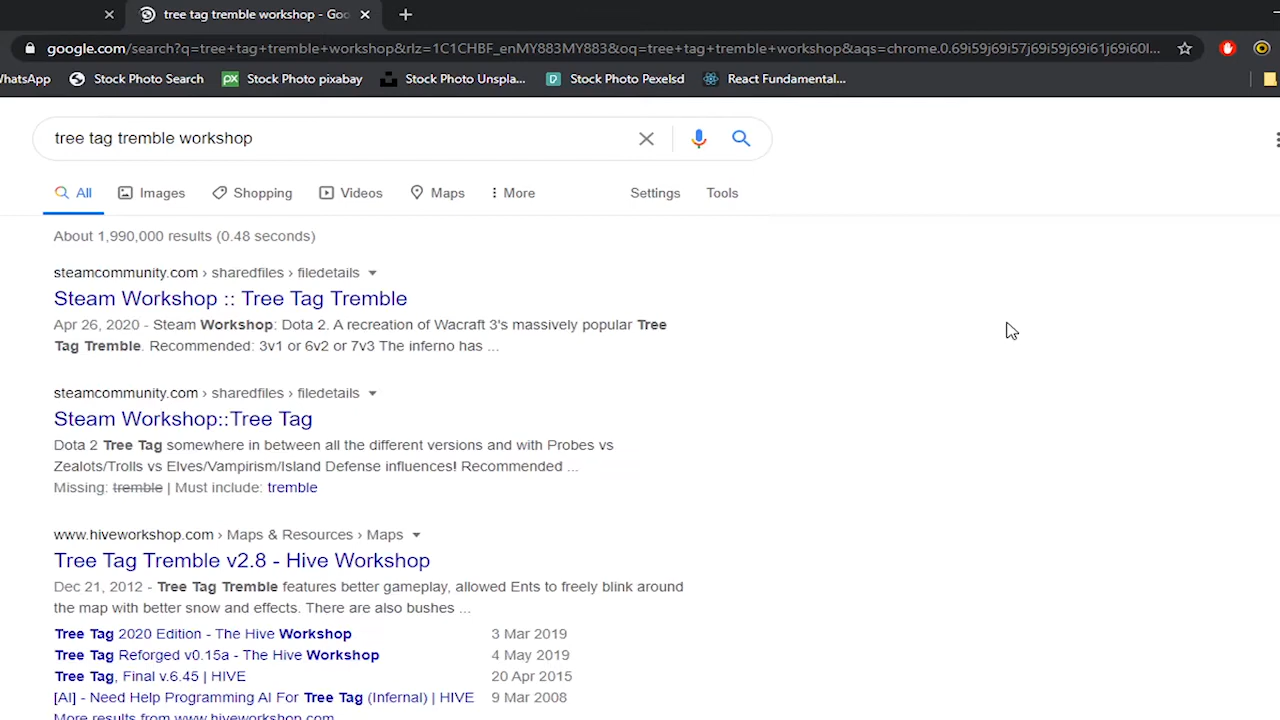 tree tag tremble workshop - Goo
google.com/search?q=tree+tag+tremble+workshop&rlz=1C1CHBF_enMY883MY883&oq=tree+tag+tremble+workshop&aqs=chrome.0.69i59j69i57j69i59j69i61j69i60l...
WhatsApp Stock Photo Search Stock Photo pixabay Stock Photo Unspla... Stock Photo Pexelsd React Fundamental...
tree tag tremble workshop
All Images Shopping Videos Maps More Settings Tools
About 1,990,000 results (0.48 seconds)
steamcommunity.com › sharedfiles › filedetails
Steam Workshop :: Tree Tag Tremble
Apr 26, 2020 - Steam Workshop: Dota 2. A recreation of Wacraft 3's massively popular Tree
Tag Tremble. Recommended: 3v1 or 6v2 or 7v3 The inferno has ...
steamcommunity.com › sharedfiles › filedetails
Steam Workshop::Tree Tag
Dota 2 Tree Tag somewhere in between all the different versions and with Probes vs
Zealots/Trolls vs Elves/Vampirism/Island Defense influences! Recommended ...
Missing: tremble | Must include: tremble
www.hiveworkshop.com › Maps & Resources › Maps
Tree Tag Tremble v2.8 - Hive Workshop
Dec 21, 2012 - Tree Tag Tremble features better gameplay, allowed Ents to freely blink around
the map with better snow and effects. There are also bushes ...
Tree Tag 2020 Edition - The Hive Workshop 3 Mar 2019
Tree Tag Reforged v0.15a - The Hive Workshop 4 May 2019
Tree Tag, Final v.6.45 | HIVE 20 Apr 2015
[AI] - Need Help Programming AI For Tree Tag (Infernal) | HIVE 9 Mar 2008
More results from www.hiveworkshop.com